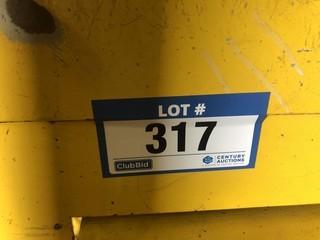 LOT #
317
ClubBid
CENTURY
AUCTIONS